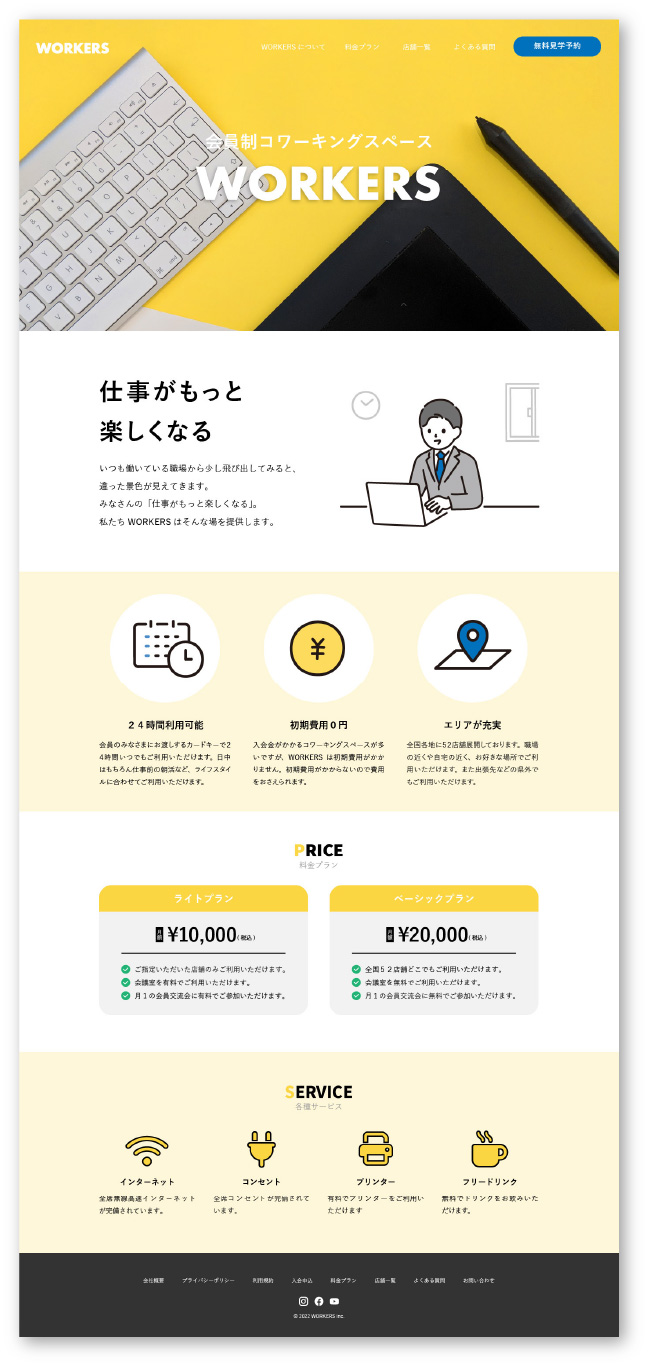 WORKERS
WORKERS について 料金プラン 店舗一覧 よくある質問 無料見学予約
会員制コワーキングスペース
WORKERS
仕事がもっと
楽しくなる
いつも働いている職場から少し飛び出してみると、
違った景色が見えてきます。
みなさんの「仕事がもっと楽しくなる」。
私たち WORKERS はそんな場を提供します。
２４時間利用可能
会員のみなさまにお渡しするカードキーで2
4時間いつでもご利用いただけます。日中
はもちろん仕事前の朝活など、ライフスタイ
ルに合わせてご利用いただけます。
初期費用０円
入会金がかかるコワーキングスペースが多
いですが、WORKERS は初期費用がかか
りません。初期費用がかからないので費用
をおさえられます。
エリアが充実
全国各地に52店舗展開しております。職場
の近くや自宅の近く、お好きな場所でご利
用いただけます。また出張先などの県外で
もご利用いただけます。
PRICE
料金プラン
ライトプラン
月額 ¥10,000(税込)
ご指定いただいた店舗のみご利用いただけます。
会議室を有料でご利用いただけます。
月１の会員交流会に有料でご参加いただけます。
ベーシックプラン
月額 ¥20,000(税込)
全国５２店舗どこでもご利用いただけます。
会議室を無料でご利用いただけます。
月１の会員交流会に無料でご参加いただけます。
SERVICE
各種サービス
インターネット
全席無線高速インターネット
が完備されています。
コンセント
全席コンセントが完備されて
います。
プリンター
有料でプリンターをご利用い
ただけます
フリードリンク
無料でドリンクをお飲みいた
だけます。
会社概要 プライバシーポリシー 利用規約 入会申込 料金プラン 店舗一覧 よくある質問 お問い合わせ
© 2022 WORKERS Inc.